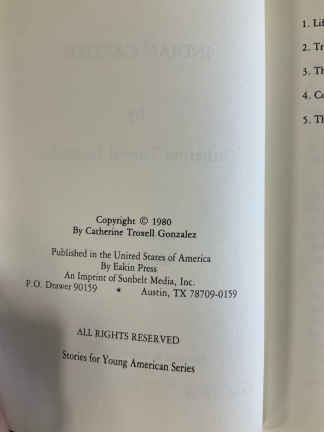 Copyright © 1980
By Catherine Troxell Gonzalez
Published in the United States of America
By Eakin Press
An Imprint of Sunbelt Media, Inc.
P.O. Drawer 90159 * Austin, TX 78709-0159
ALL RIGHTS RESERVED
Stories for Young American Series
1.
2.
3.
4.
5.